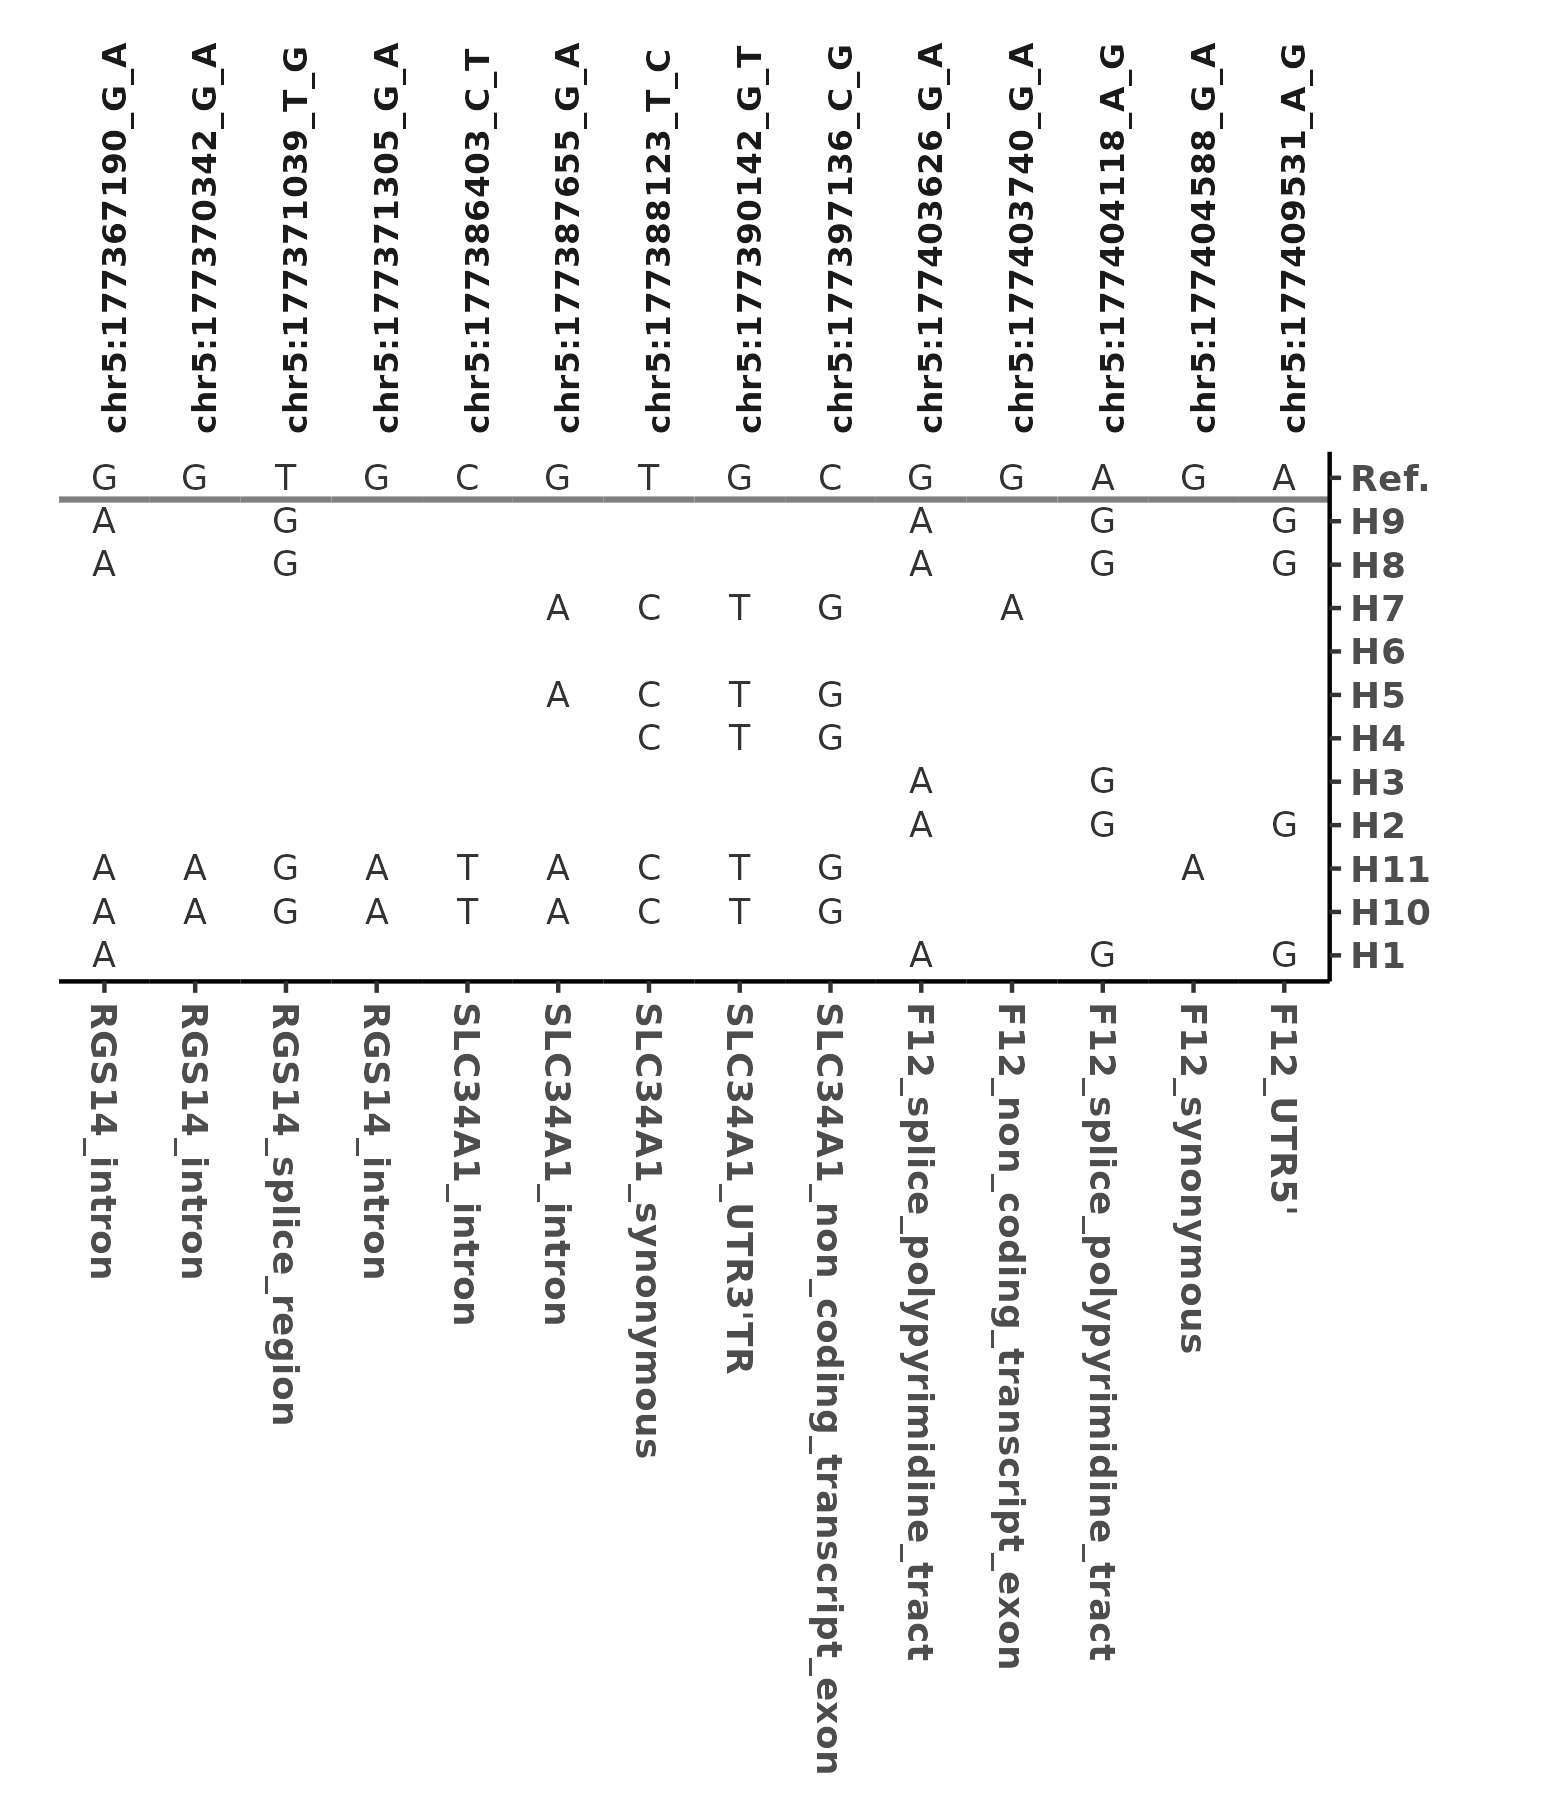 chr5:177367190_G_A
chr5:177370342_G_A
chr5:177371039_T_G
chr5:177371305_G_A
chr5:177386403_C_T
chr5:177387655_G_A
chr5:177388123_T_C
chr5:177390142_G_T
chr5:177397136_C_G
chr5:177403626_G_A
chr5:177403740_G_A
chr5:177404118_A_G
chr5:177404588_G_A
chr5:177409531_A_G
G G T G C G T G C G G A G A Ref.
A G A G G H9
A G A G G H8
A C T G A H7
H6
A C T G H5
C T G H4
A G H3
A G G H2
A A G A T A C T G A H11
A A G A T A C T G H10
A A G G H1
RGS14_intron
RGS14_intron
RGS14_splice_region
RGS14_intron
SLC34A1_intron
SLC34A1_intron
SLC34A1_synonymous
SLC34A1_UTR3'TR
SLC34A1_non_coding_transcript_exon
F12_splice_polypyrimidine_tract
F12_non_coding_transcript_exon
F12_splice_polypyrimidine_tract
F12_synonymous
F12_UTR5'